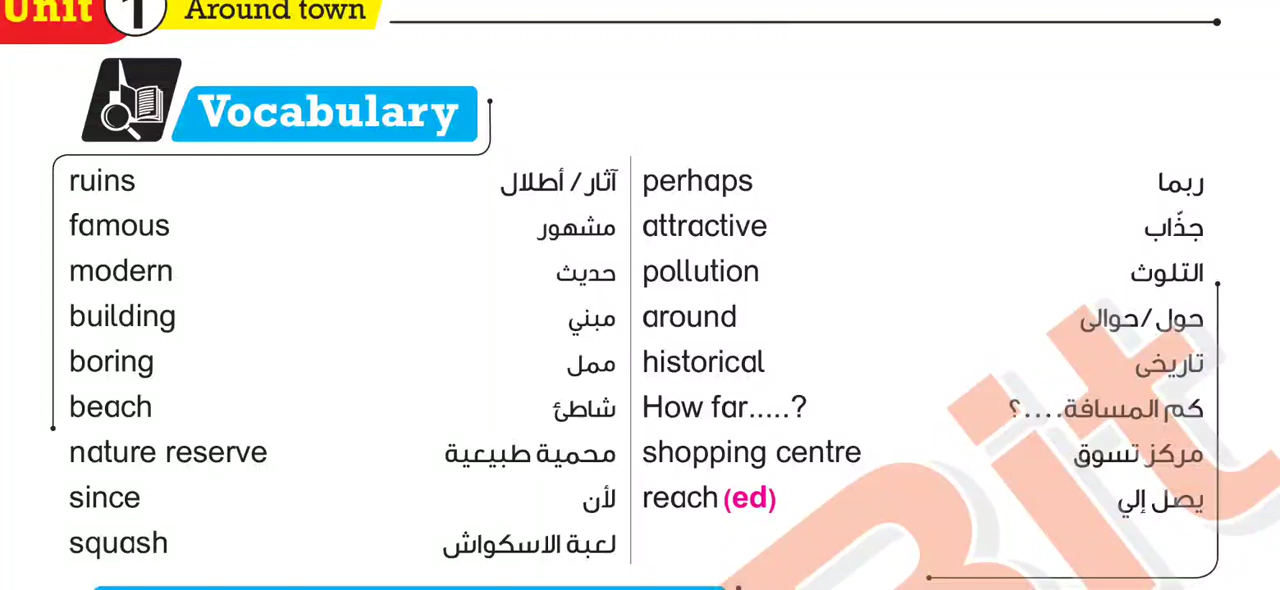 Unit 1 Around town
Vocabulary
ruins آثار / أطلال
famous مشهور
modern حديث
building مبني
boring ممل
beach شاطئ
nature reserve محمية طبيعية
since لأن
squash لعبة الاسكواش
perhaps ربما
attractive جذّاب
pollution التلوث
around حول/حوالى
historical تاريخى
How far.....? كم المسافة....؟
shopping centre مركز تسوق
reach (ed) يصل إلي
Bit